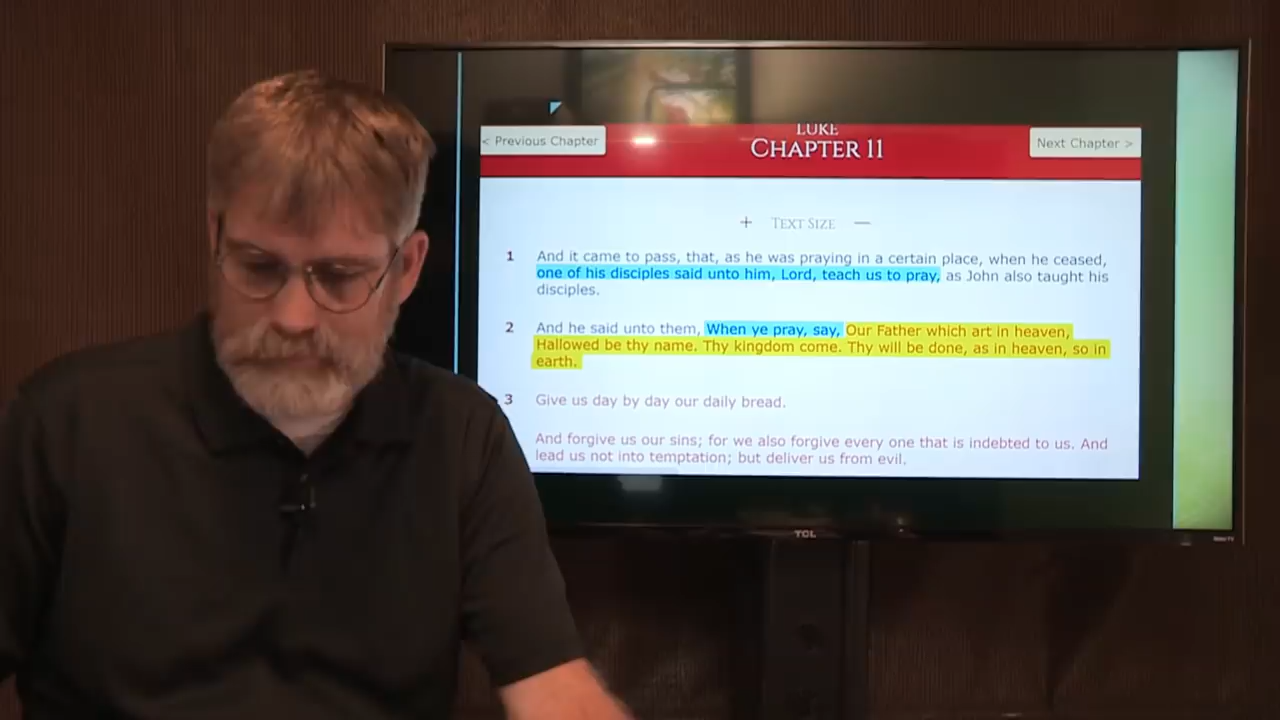 LUKE
CHAPTER 11
< Previous Chapter
Next Chapter >
+ TEXT SIZE —
1 And it came to pass, that, as he was praying in a certain place, when he ceased,
one of his disciples said unto him, Lord, teach us to pray, as John also taught his
disciples.
2 And he said unto them, When ye pray, say, Our Father which art in heaven,
Hallowed be thy name. Thy kingdom come. Thy will be done, as in heaven, so in
earth.
3 Give us day by day our daily bread.
And forgive us our sins; for we also forgive every one that is indebted to us. And
lead us not into temptation; but deliver us from evil.
TCL